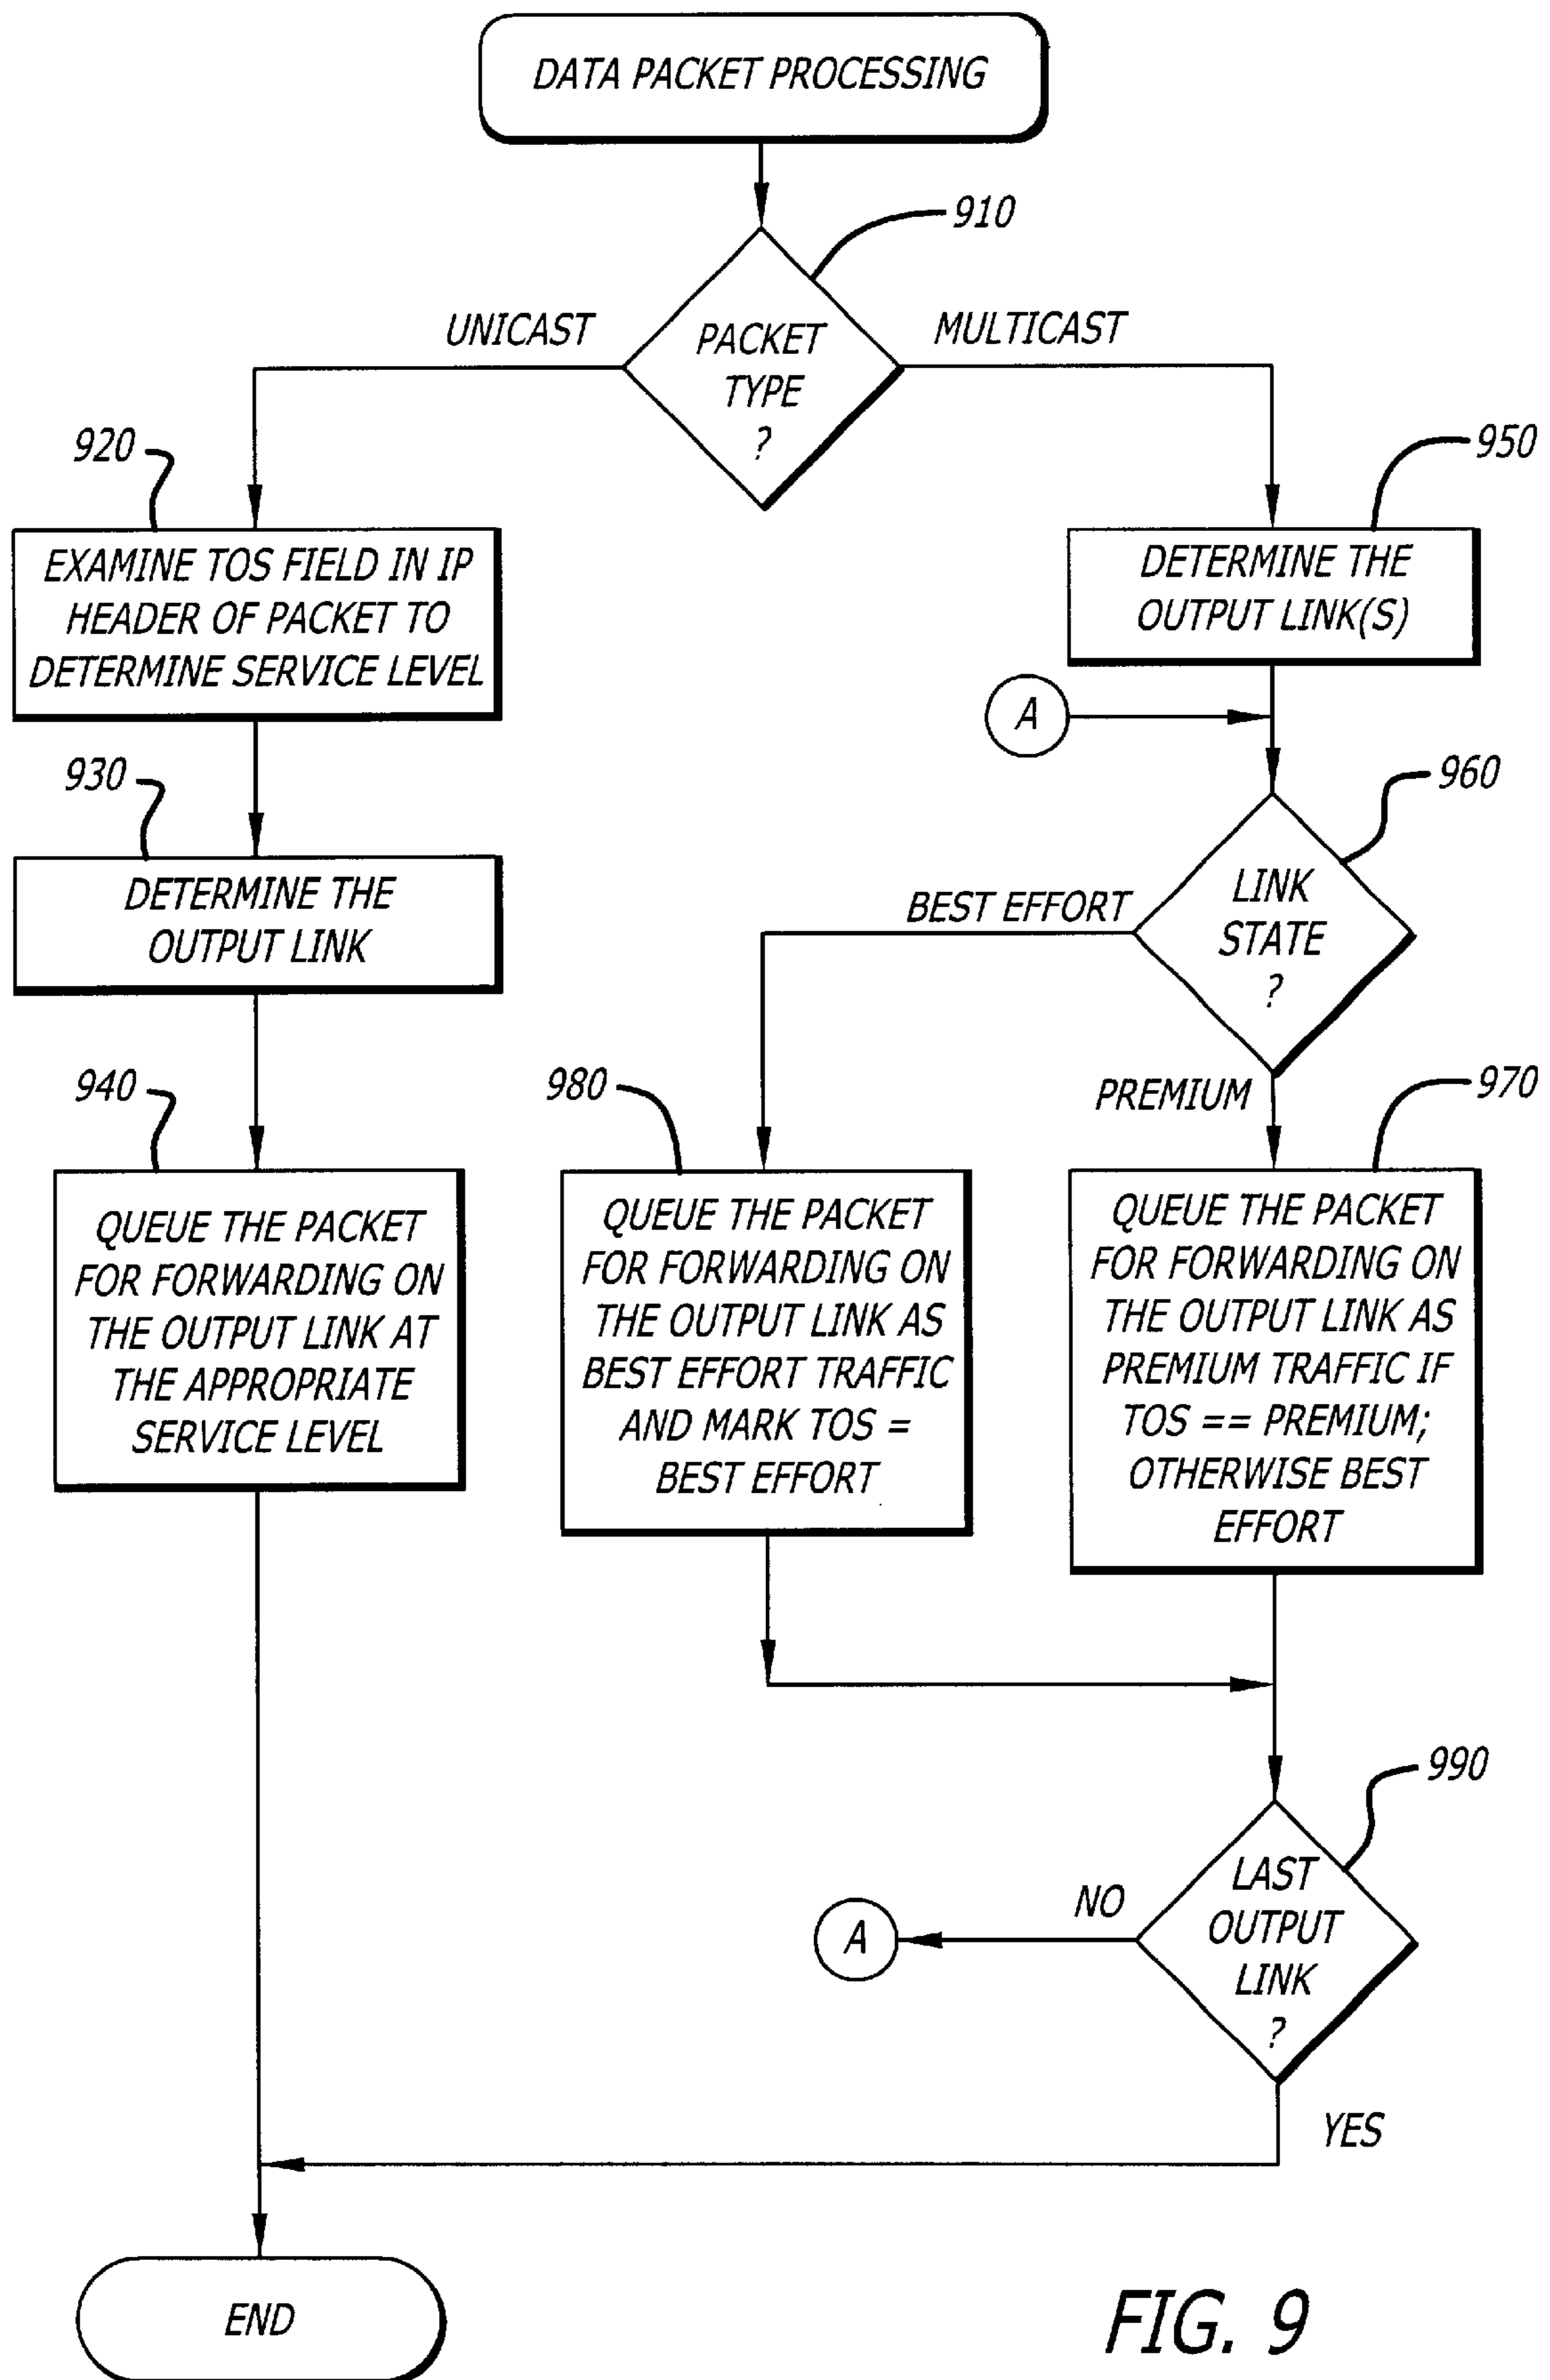 DATA PACKET PROCESSING
910
UNICAST
PACKET
TYPE
?
MULTICAST
920
EXAMINE TOS FIELD IN IP
HEADER OF PACKET TO
DETERMINE SERVICE LEVEL
930
DETERMINE THE
OUTPUT LINK
940
QUEUE THE PACKET
FOR FORWARDING ON
THE OUTPUT LINK AT
THE APPROPRIATE
SERVICE LEVEL
950
DETERMINE THE
OUTPUT LINK(S)
A
960
LINK
STATE
?
BEST EFFORT
PREMIUM
980
QUEUE THE PACKET
FOR FORWARDING ON
THE OUTPUT LINK AS
BEST EFFORT TRAFFIC
AND MARK TOS =
BEST EFFORT
970
QUEUE THE PACKET
FOR FORWARDING ON
THE OUTPUT LINK AS
PREMIUM TRAFFIC IF
TOS == PREMIUM;
OTHERWISE BEST
EFFORT
990
LAST
OUTPUT
LINK
?
NO
A
YES
END
FIG. 9